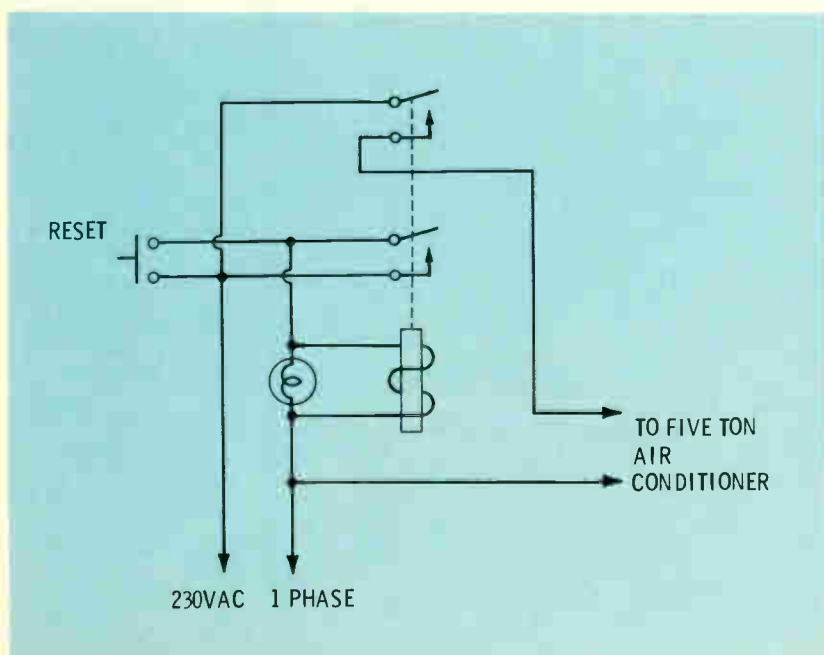 RESET
TO FIVE TON
AIR
CONDITIONER
230VAC 1 PHASE